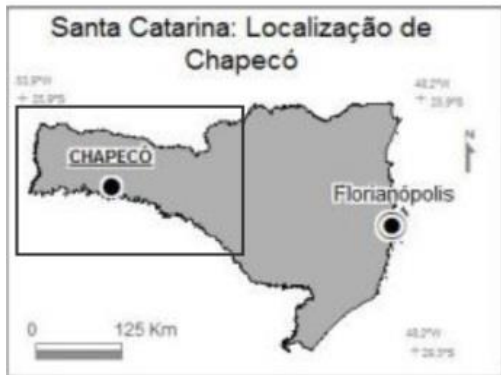 Santa Catarina: Localização de
Chapecó
CHAPECÓ
Florianópolis
0 125 Km